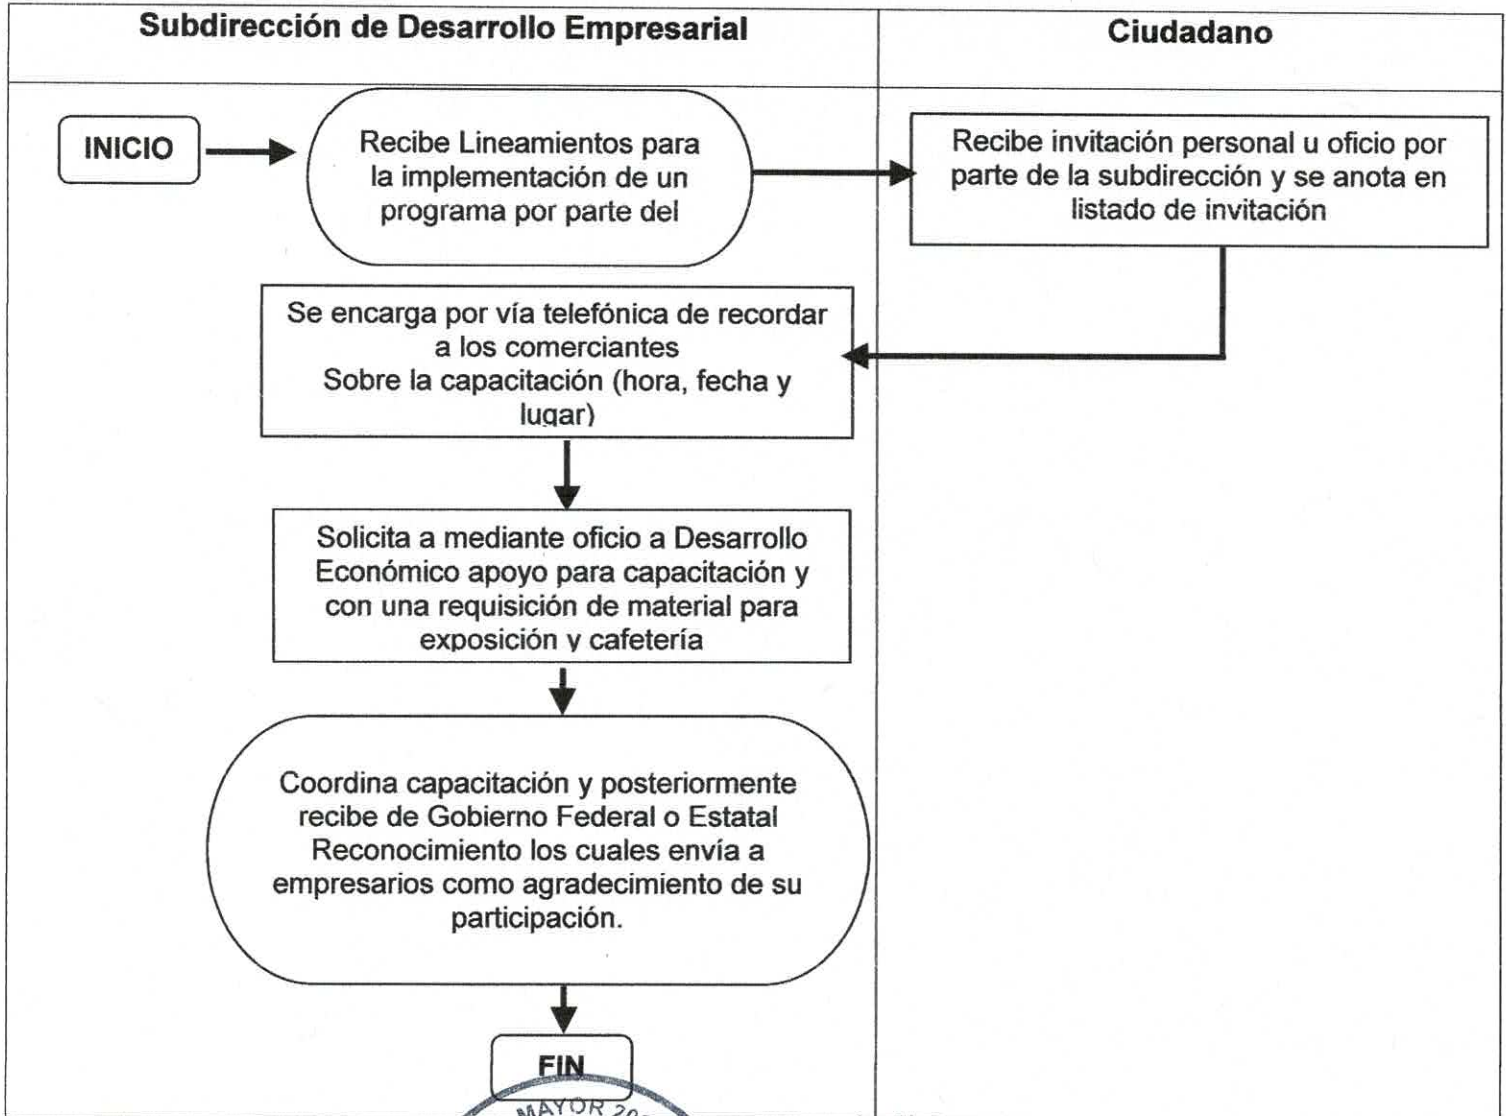 Subdirección de Desarrollo Empresarial
Ciudadano
INICIO
Recibe Lineamientos para
la implementación de un
programa por parte del
Recibe invitación personal u oficio por
parte de la subdirección y se anota en
listado de invitación
Se encarga por vía telefónica de recordar
a los comerciantes
Sobre la capacitación (hora, fecha y
lugar)
Solicita a mediante oficio a Desarrollo
Económico apoyo para capacitación y
con una requisición de material para
exposición y cafetería
Coordina capacitación y posteriormente
recibe de Gobierno Federal o Estatal
Reconocimiento los cuales envía a
empresarios como agradecimiento de su
participación.
FIN
MAYOR